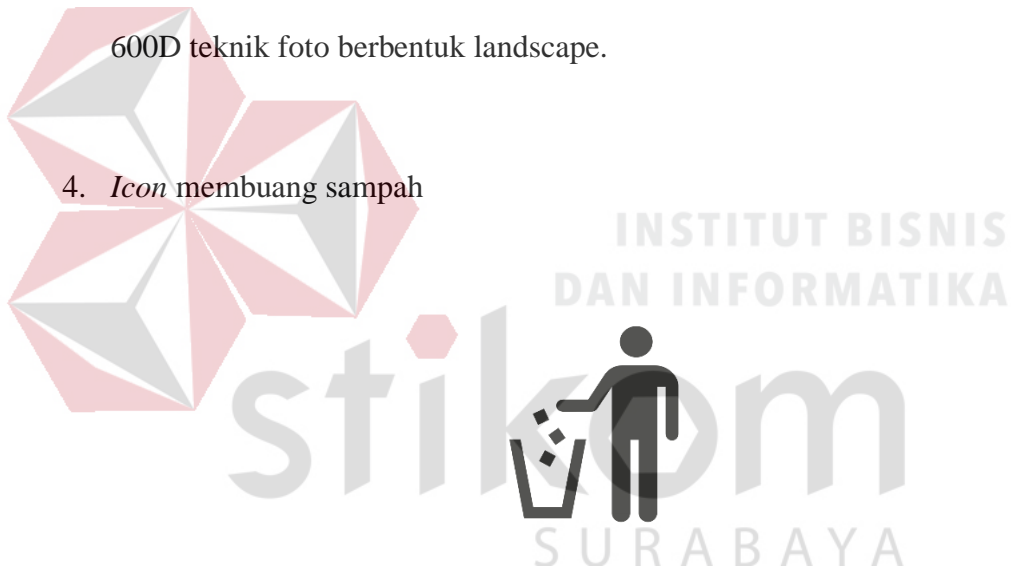 600D teknik foto berbentuk landscape.
4. Icon membuang sampah
INSTITUT BISNIS
DAN INFORMATIKA
stikom
SURABAYA